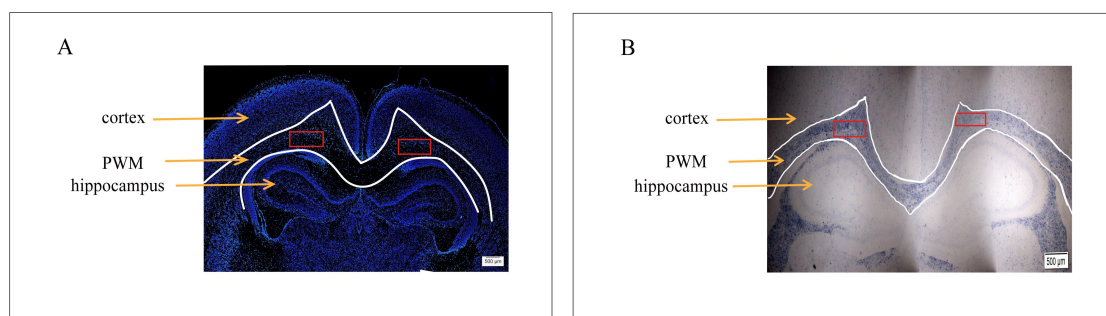 A
cortex
PWM
hippocampus
500 µm
B
cortex
PWM
hippocampus
500 µm